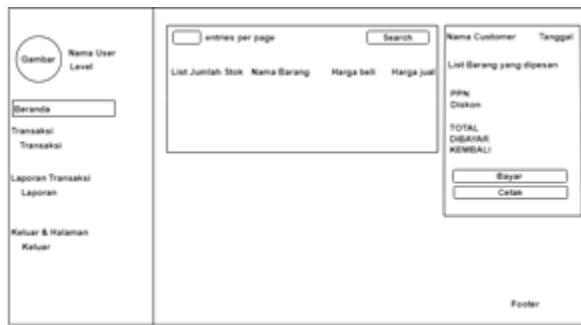 Gambar
Nama User
Level
Beranda
Transaksi
Transaksi
Laporan Transaksi
Laporan
Keluar & Halaman
Keluar
entries per page
Search
List Jumlah Stok Nama Barang Harga beli Harga jual
Nama Customer Tanggal
List Barang yang dipesan
PPN
Diskon
TOTAL
DIBAYAR
KEMBALI
Bayar
Cetak
Footer